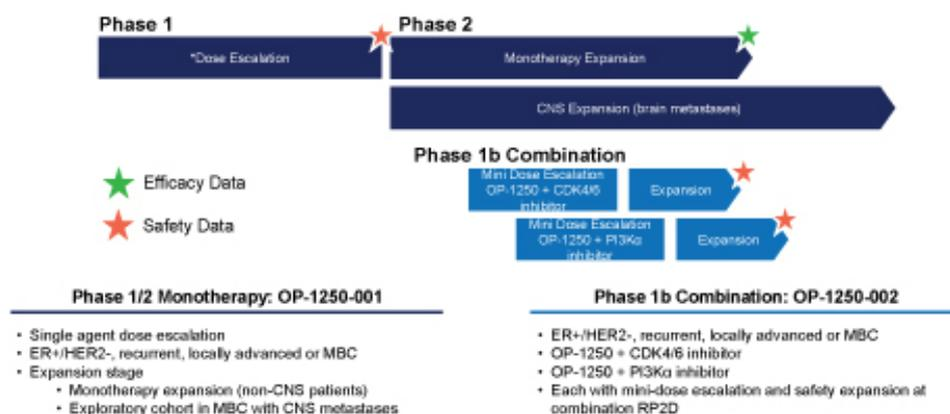 Phase 1
Phase 2
*Dose Escalation
Monotherapy Expansion
CNS Expansion (brain metastases)
Phase 1b Combination
Efficacy Data
Safety Data
Mini Dose Escalation
OP-1250 + CDK4/6
inhibitor
Expansion
Mini Dose Escalation
OP-1250 + PI3Kα
inhibitor
Expansion
Phase 1/2 Monotherapy: OP-1250-001
• Single agent dose escalation
• ER+/HER2-, recurrent, locally advanced or MBC
• Expansion stage
• Monotherapy expansion (non-CNS patients)
• Exploratory cohort in MBC with CNS metastases
Phase 1b Combination: OP-1250-002
• ER+/HER2-, recurrent, locally advanced or MBC
• OP-1250 + CDK4/6 inhibitor
• OP-1250 + PI3Kα inhibitor
• Each with mini-dose escalation and safety expansion at
combination RP2D